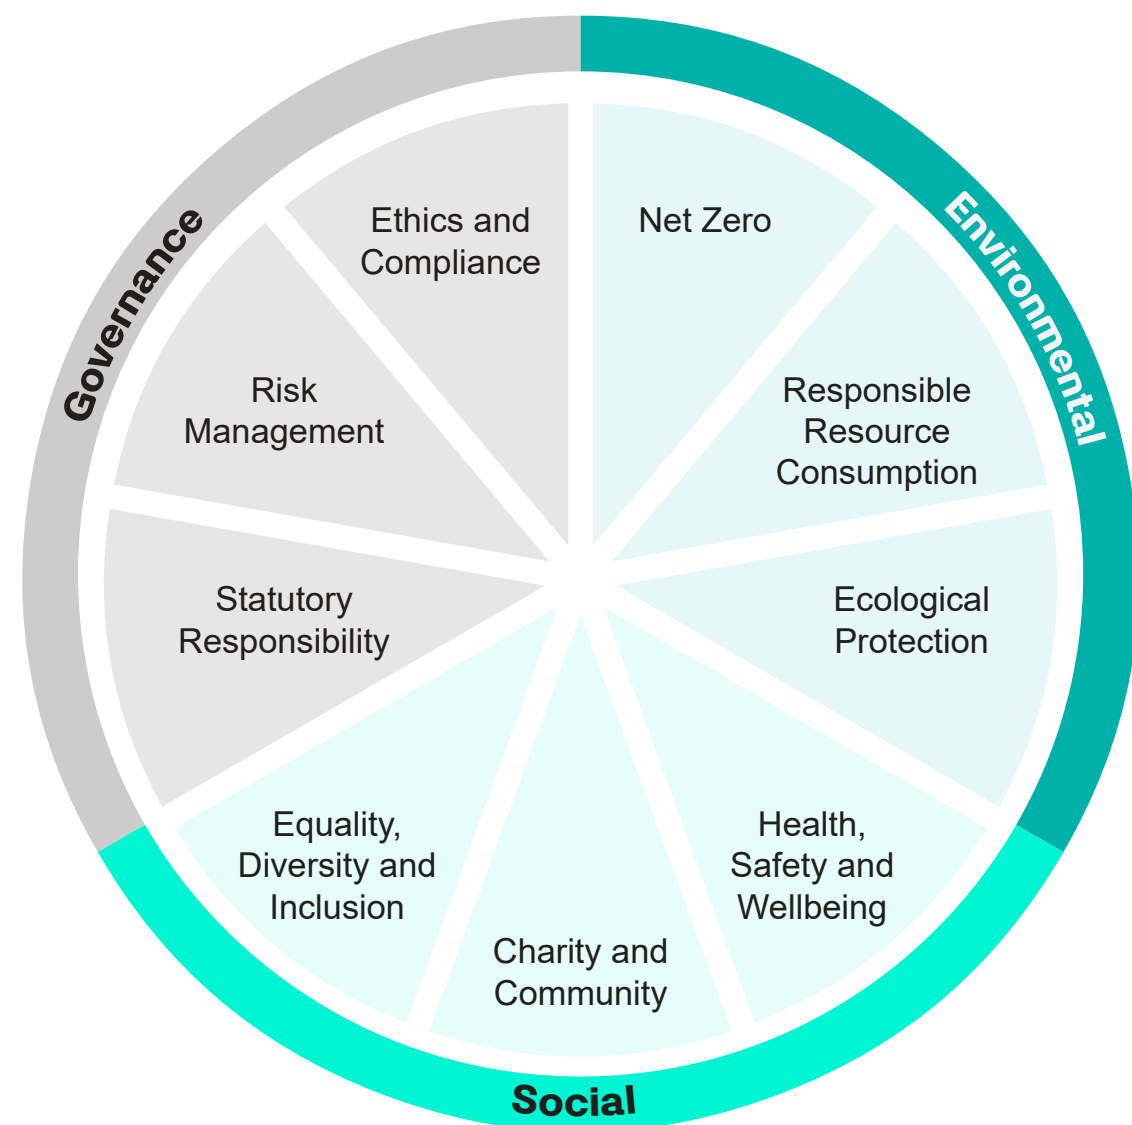 Environmental
Net Zero
Responsible
Resource
Consumption
Ecological
Protection
Social
Health,
Safety and
Wellbeing
Charity and
Community
Equality,
Diversity and
Inclusion
Governance
Statutory
Responsibility
Risk
Management
Ethics and
Compliance